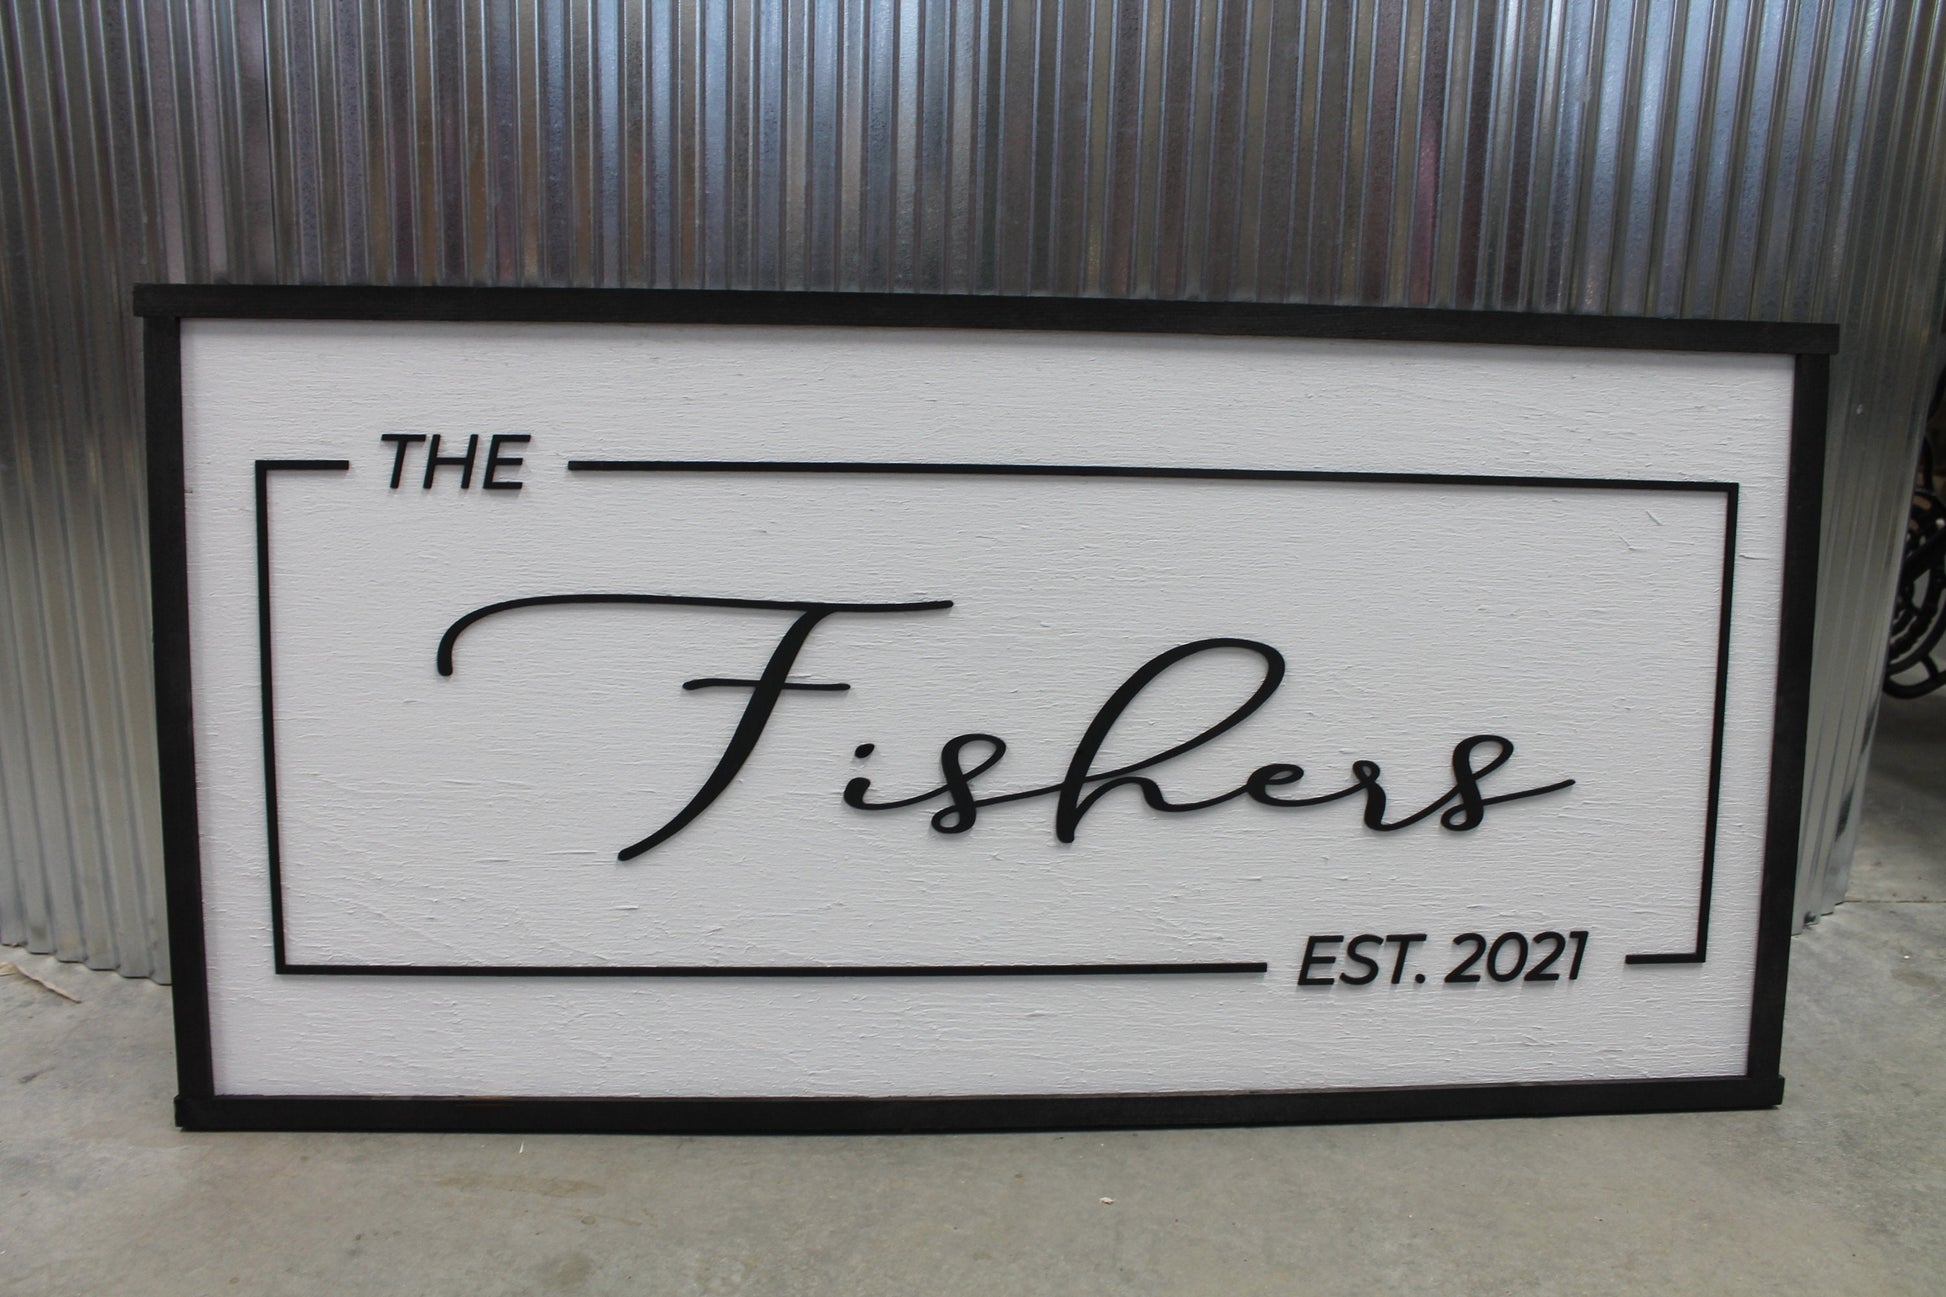 THE
Fishers
EST. 2021